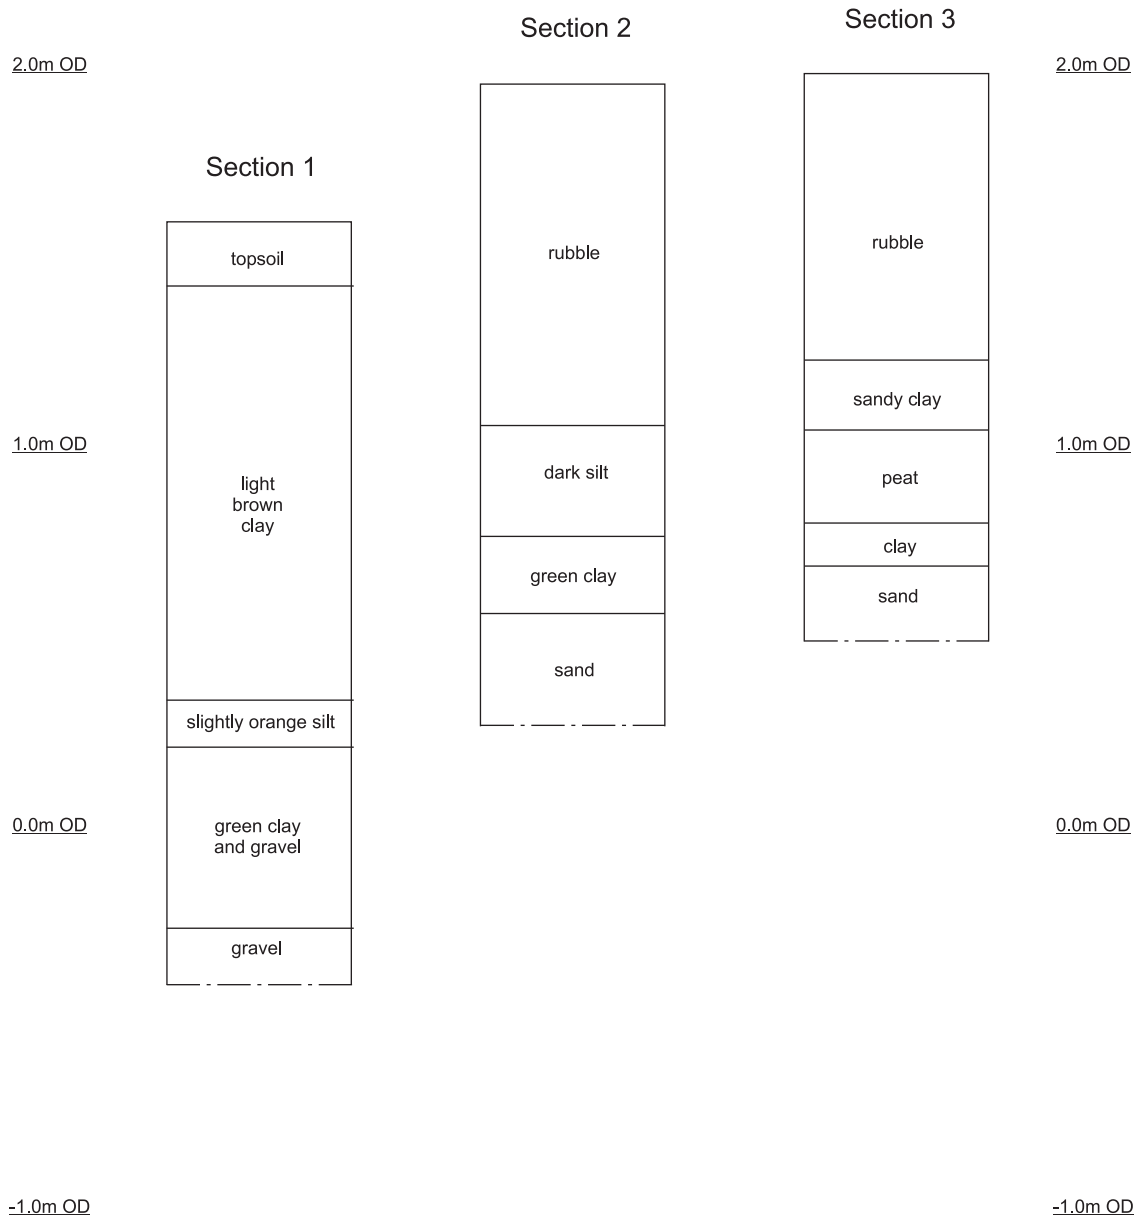 Section 1
Section 2
Section 3
2.0m OD
2.0m OD
1.0m OD
1.0m OD
0.0m OD
0.0m OD
-1.0m OD
-1.0m OD
topsoil
light
brown
clay
slightly orange silt
green clay
and gravel
gravel
rubble
dark silt
green clay
sand
rubble
sandy clay
peat
clay
sand